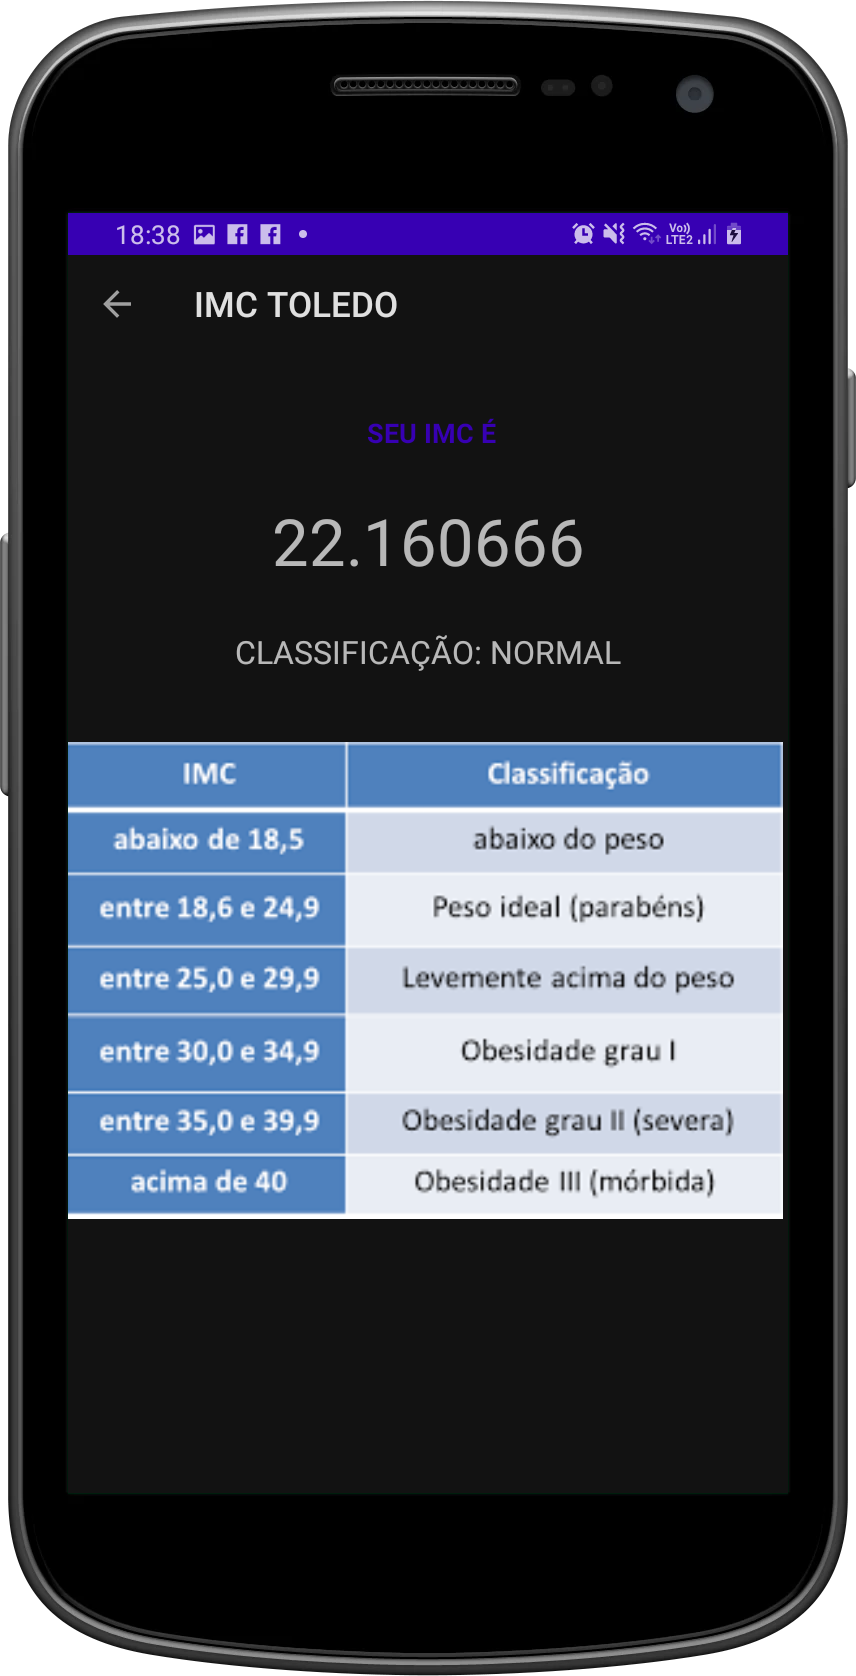 18:38 Vo)) LTE2
IMC TOLEDO
SEU IMC É
22.160666
CLASSIFICAÇÃO: NORMAL
IMC Classificação
abaixo de 18,5 abaixo do peso
entre 18,6 e 24,9 Peso ideal (parabéns)
entre 25,0 e 29,9 Levemente acima do peso
entre 30,0 e 34,9 Obesidade grau I
entre 35,0 e 39,9 Obesidade grau II (severa)
acima de 40 Obesidade III (mórbida)